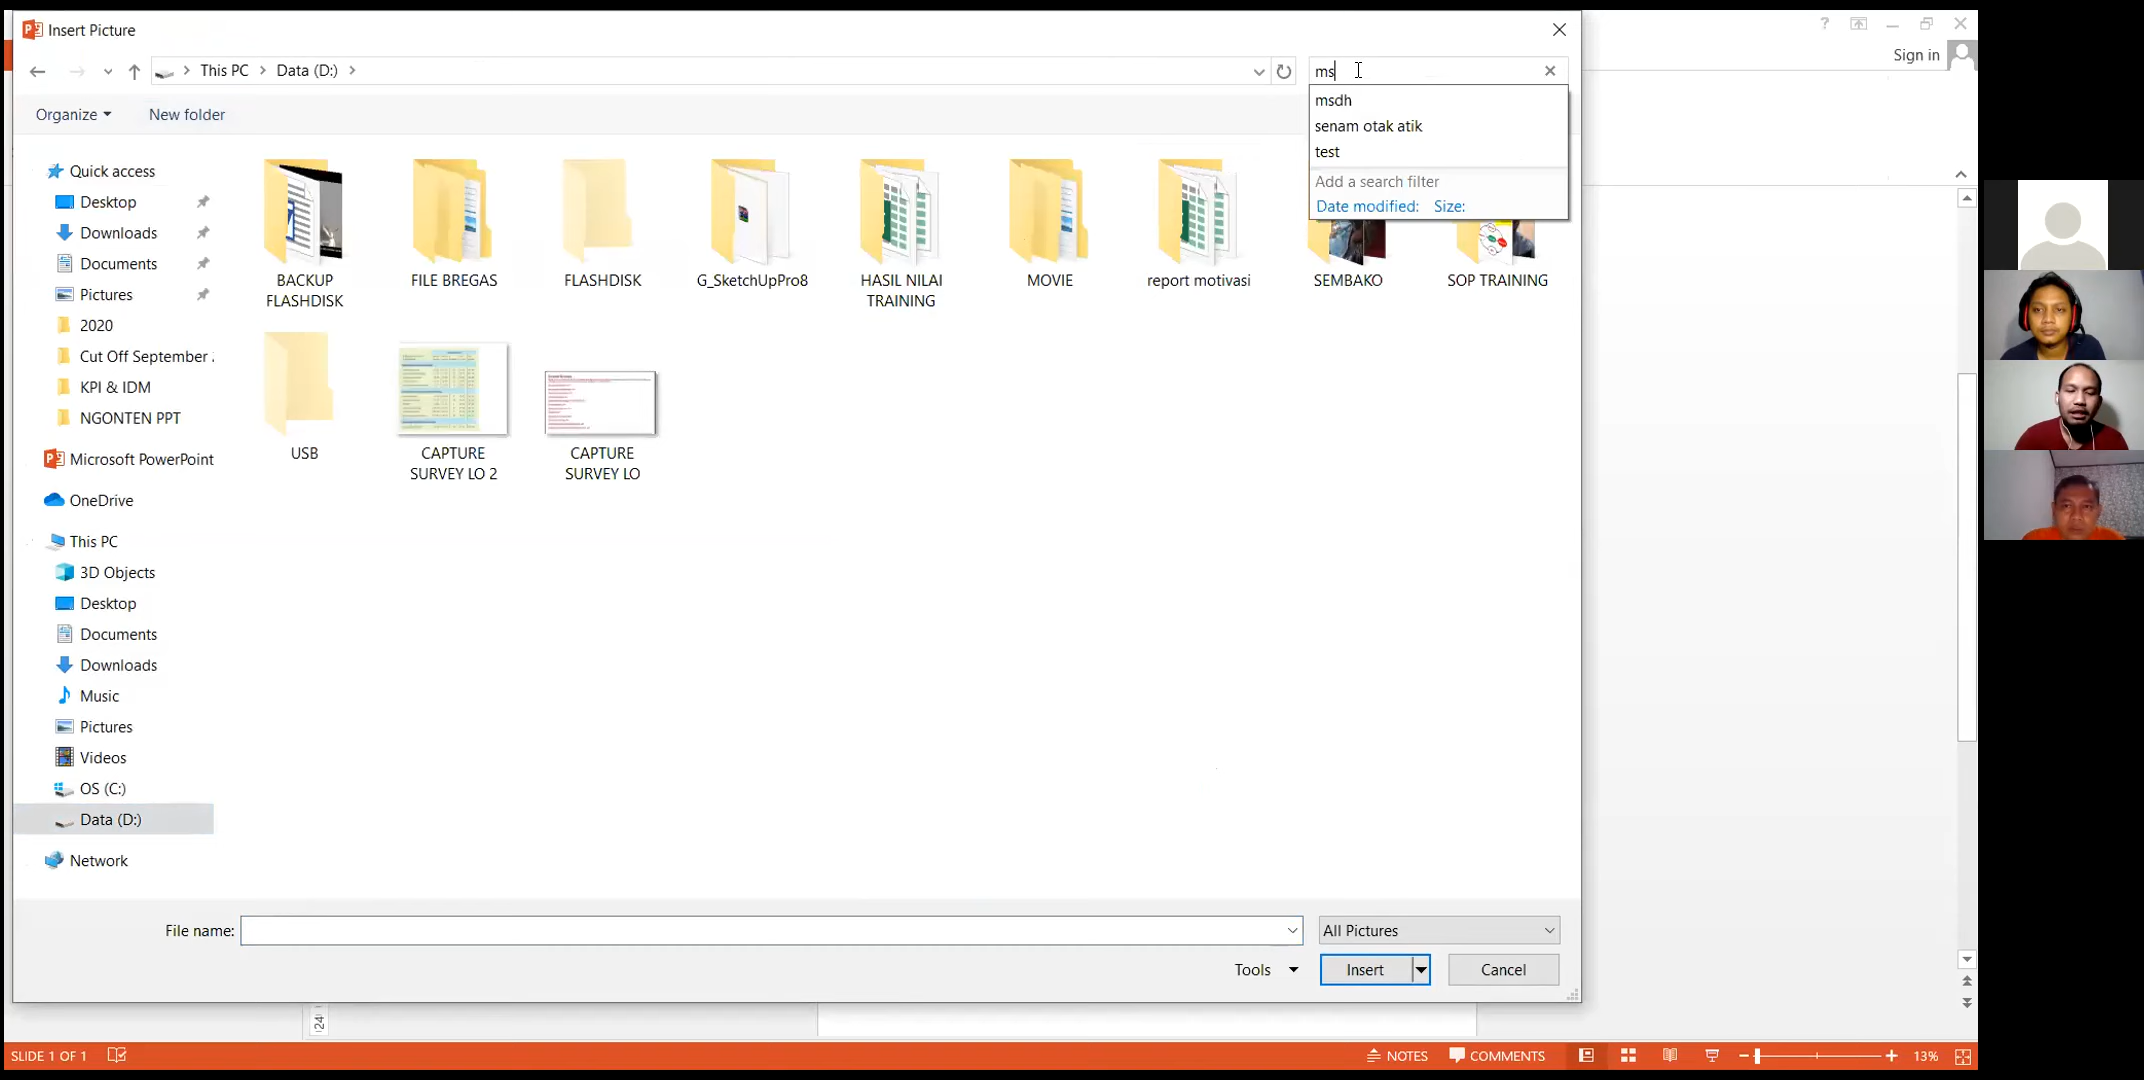 Insert Picture
Sign in
This PC
Data (D:)
ms
Organize
New folder
msdh
senam otak atik
test
Add a search filter
Date modified:
Size:
Quick access
Desktop
Downloads
Documents
Pictures
2020
Cut Off September
KPI & IDM
NGONTEN PPT
Microsoft PowerPoint
OneDrive
This PC
3D Objects
Desktop
Documents
Downloads
Music
Pictures
Videos
OS (C:)
Data (D:)
Network
BACKUP
FLASHDISK
FILE BREGAS
FLASHDISK
G_SketchUpPro8
HASIL NILAI
TRAINING
MOVIE
report motivasi
SEMBAKO
SOP TRAINING
USB
CAPTURE
SURVEY LO 2
CAPTURE
SURVEY LO
File name:
All Pictures
Tools
Insert
Cancel
24
SLIDE 1 OF 1
NOTES
COMMENTS
13%